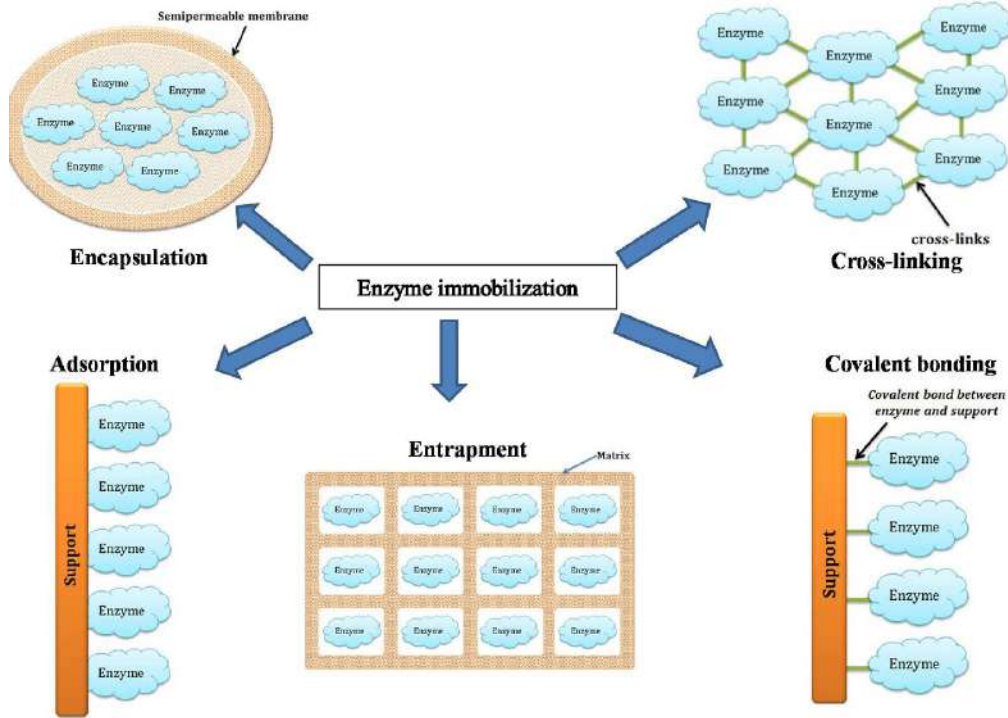 Semipermeable membrane
Enzyme
Enzyme
Enzyme
Enzyme
Enzyme
Enzyme
Enzyme
Encapsulation
Enzyme
Enzyme
Enzyme
Enzyme
Enzyme
Enzyme
Enzyme
Enzyme
Enzyme
cross-links
Cross-linking
Enzyme immobilization
Adsorption
Support
Enzyme
Enzyme
Enzyme
Enzyme
Enzyme
Entrapment
Matrix
Enzyme
Enzyme
Enzyme
Enzyme
Enzyme
Enzyme
Enzyme
Enzyme
Enzyme
Enzyme
Enzyme
Enzyme
Covalent bonding
Covalent bond between
enzyme and support
Support
Enzyme
Enzyme
Enzyme
Enzyme